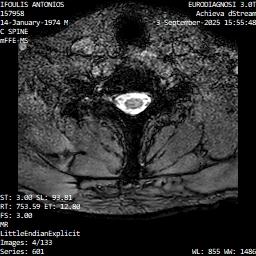 IFOULIS ANTONIOS
EURODIAGNOSI 3.0T
157958
Achieva dStream
14-January-1974 M
3-September-2025 15:55:48
C SPINE
mFFE-MS
ST: 3.00 SL: 93.81
RT: 753.59 ET: 12.80
FS: 3.00
MR
LittleEndianExplicit
Images: 4/133
Series: 601
WL: 855 WW: 1486